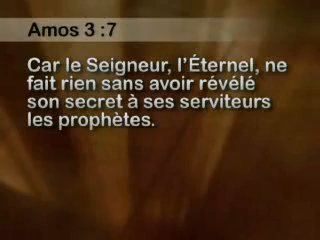 Amos 3 :7
Car le Seigneur, l’Éternel, ne
fait rien sans avoir révélé
son secret à ses serviteurs
les prophètes.